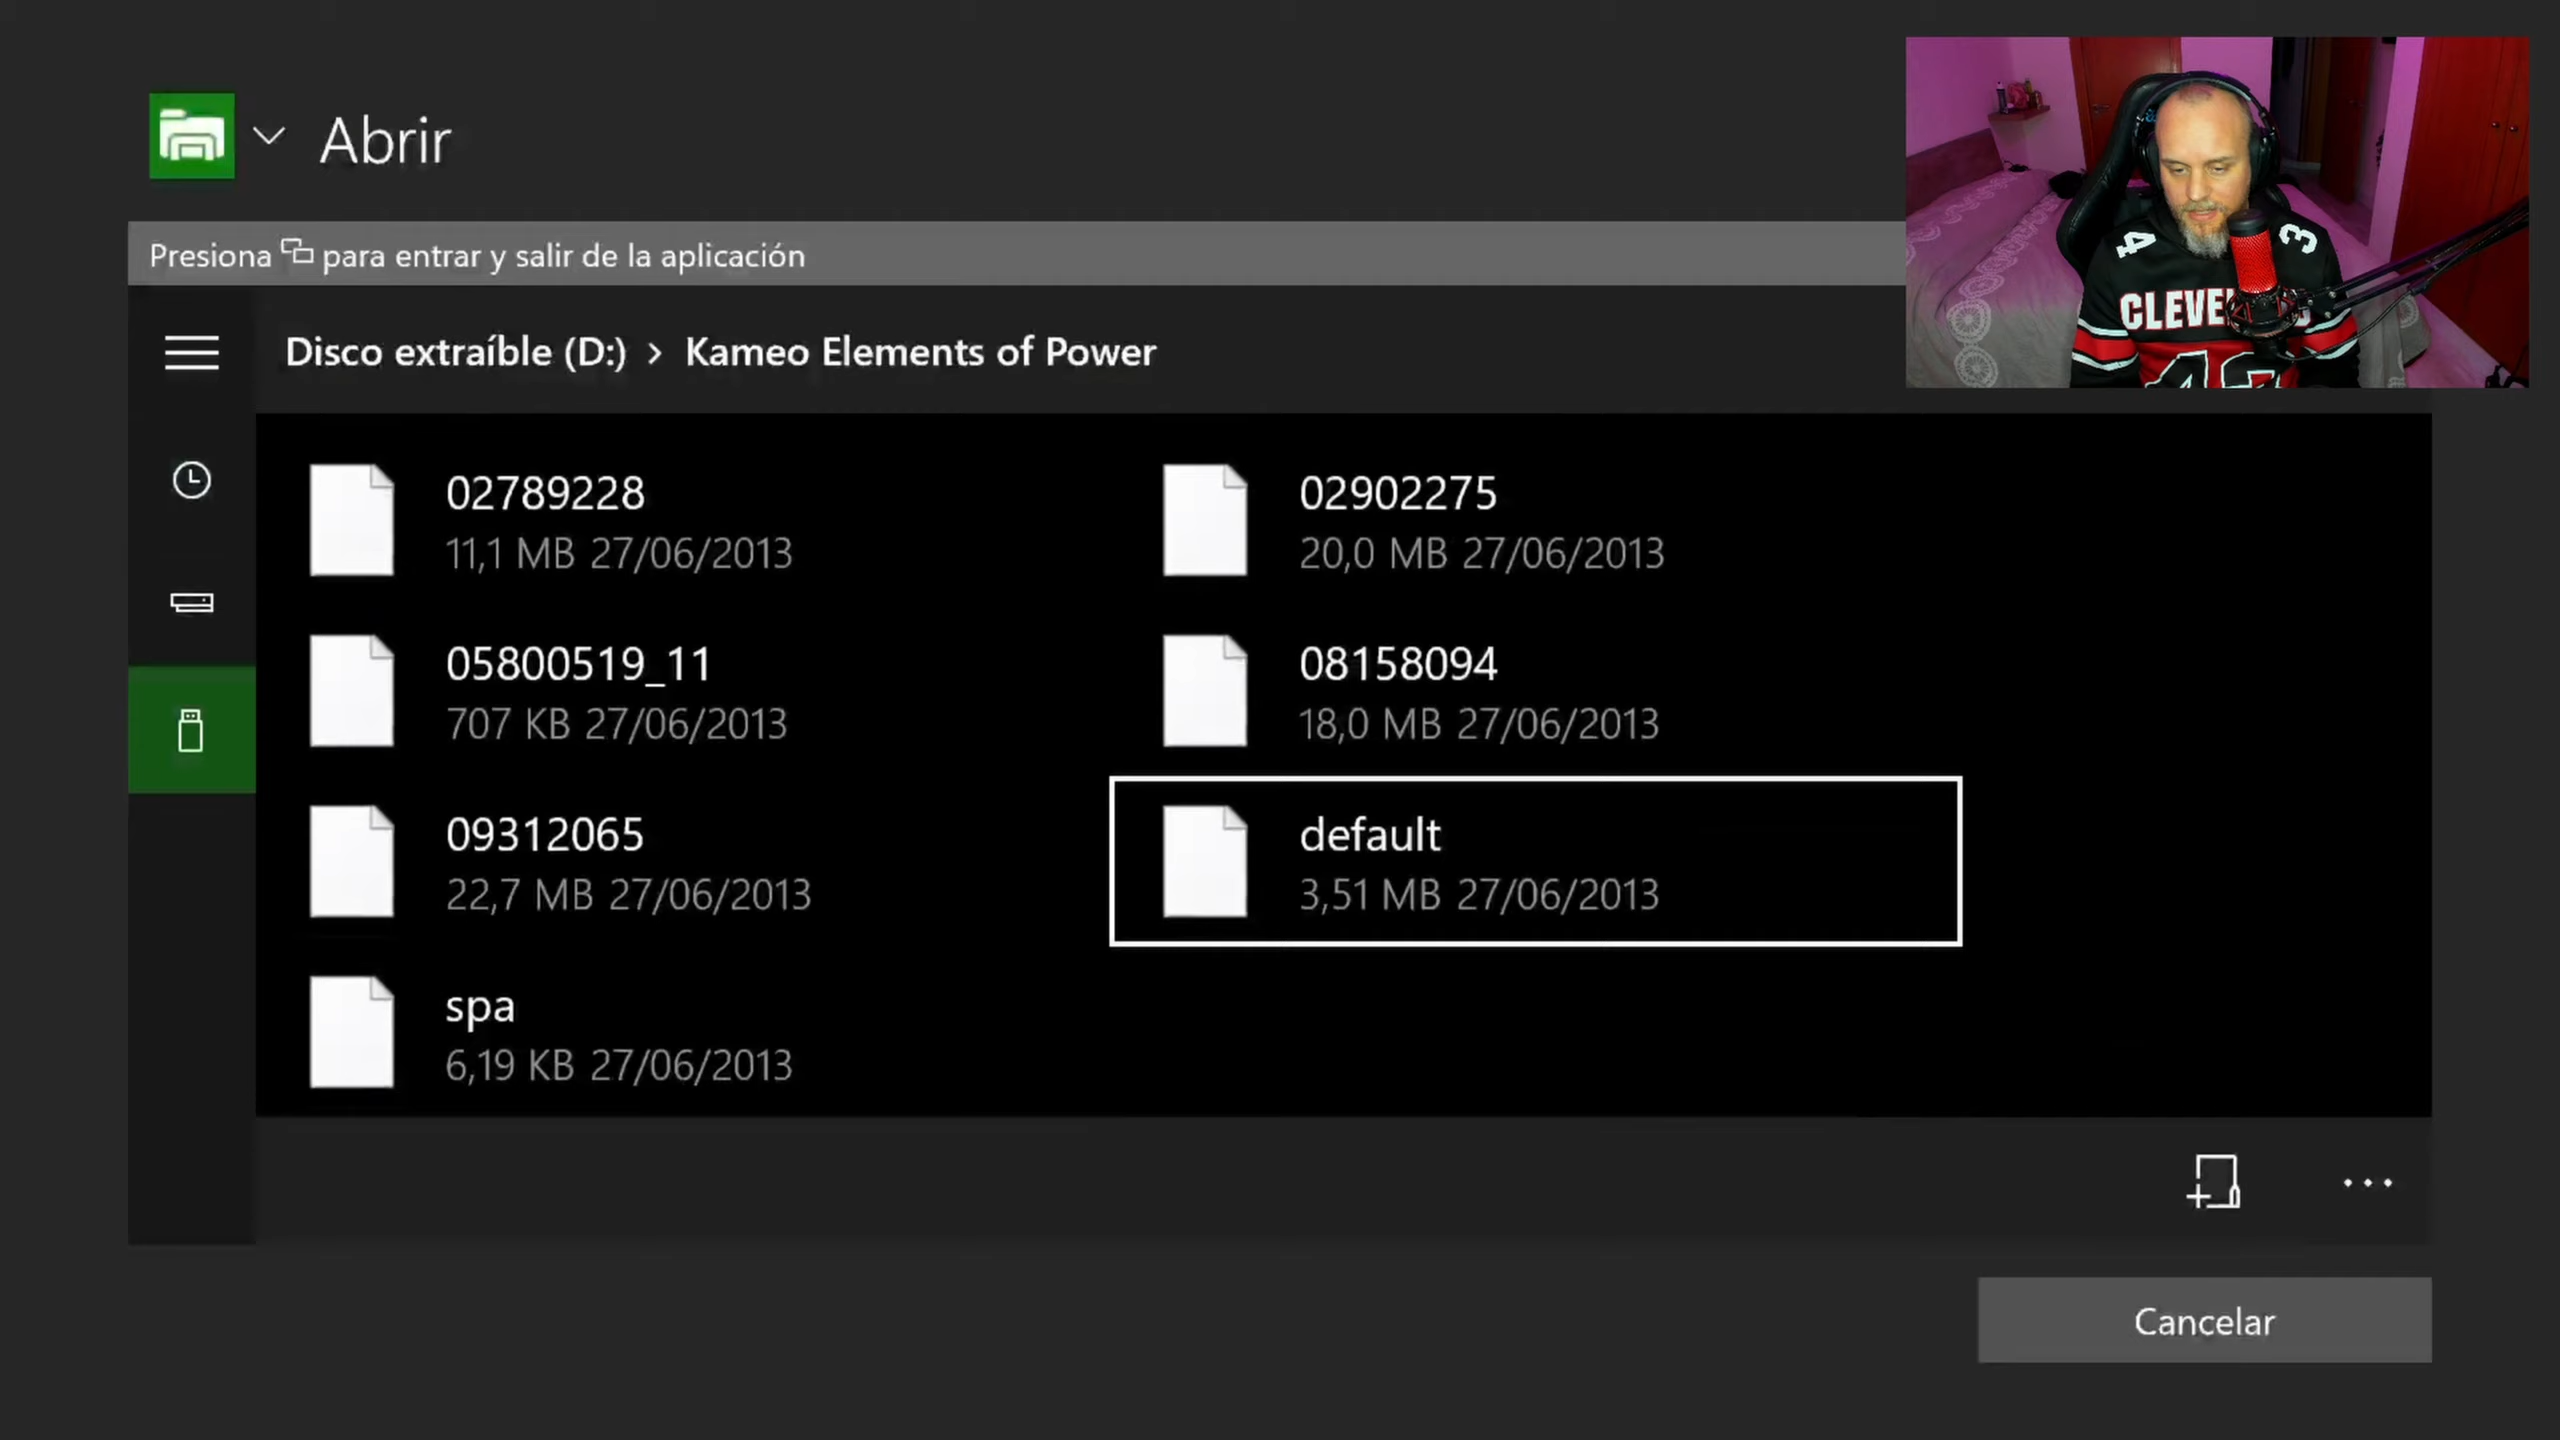 Abrir
Presiona para entrar y salir de la aplicación
Disco extraíble (D:) > Kameo Elements of Power
02789228
11,1 MB 27/06/2013
02902275
20,0 MB 27/06/2013
05800519_11
707 KB 27/06/2013
08158094
18,0 MB 27/06/2013
09312065
22,7 MB 27/06/2013
default
3,51 MB 27/06/2013
spa
6,19 KB 27/06/2013
Cancelar
4 3